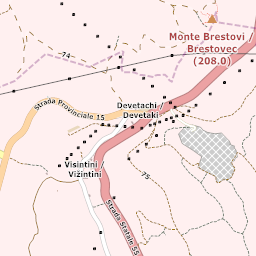 Monte Brestovi
Brestovec
(208.0)
74
Strada Provinciale 15
Devetachi /
Devetaki
Visintini /
Vižintini
75
Strada Statale 55